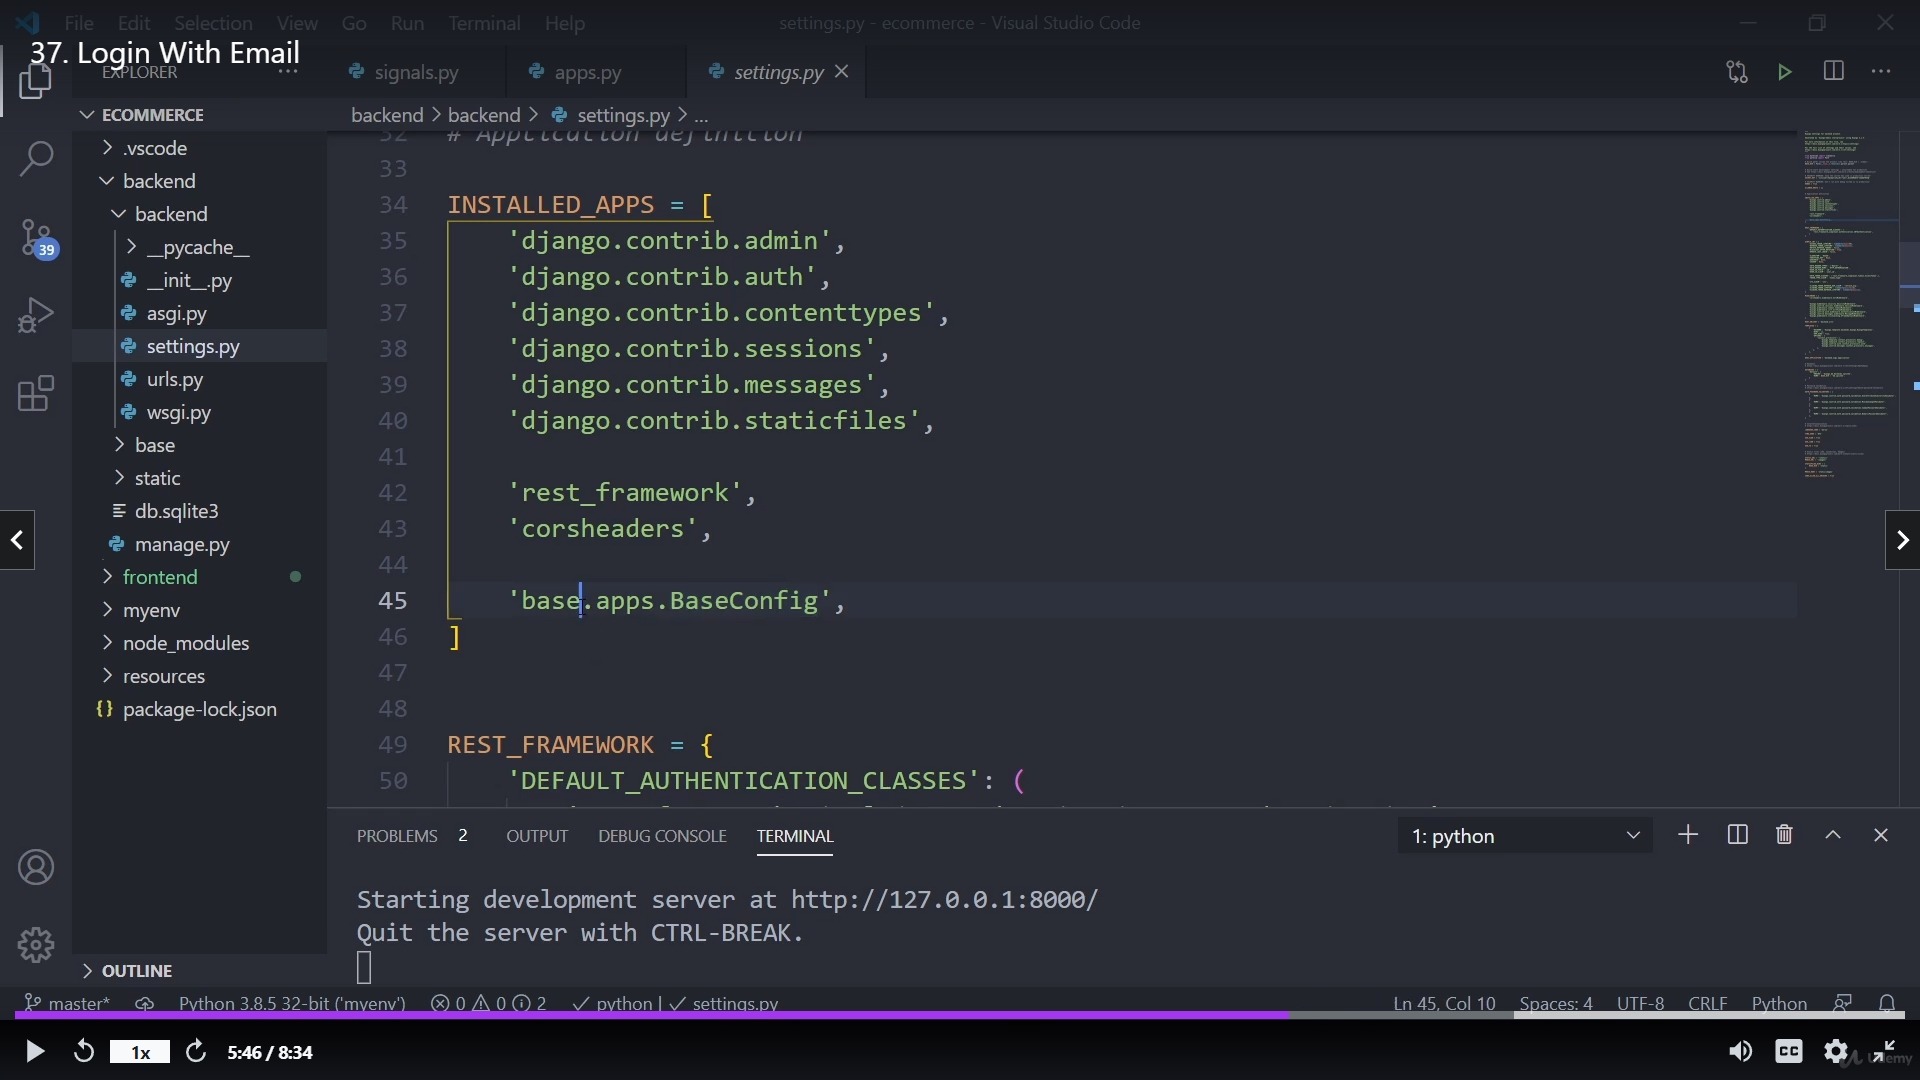 File Edit Selection View Go Run Terminal Help
settings.py - ecommerce - Visual Studio Code
37. Login With Email
EXPLORER
signals.py
apps.py
settings.py
ECOMMERCE
.vscode
backend
backend
__pycache__
__init__.py
asgi.py
settings.py
urls.py
wsgi.py
base
static
db.sqlite3
manage.py
frontend
myenv
node_modules
resources
package-lock.json
OUTLINE
39
backend > backend > settings.py > ...
32 # Application definition
33
34 INSTALLED_APPS = [
35 'django.contrib.admin',
36 'django.contrib.auth',
37 'django.contrib.contenttypes',
38 'django.contrib.sessions',
39 'django.contrib.messages',
40 'django.contrib.staticfiles',
41
42 'rest_framework',
43 'corsheaders',
44
45 'base.apps.BaseConfig',
46 ]
47
48
49 REST_FRAMEWORK = {
50 'DEFAULT_AUTHENTICATION_CLASSES': (
PROBLEMS 2 OUTPUT DEBUG CONSOLE TERMINAL
1: python
Starting development server at http://127.0.0.1:8000/
Quit the server with CTRL-BREAK.
master* Python 3.8.5 32-bit ('myenv') 0 0 2 python | settings.py
Ln 45, Col 10 Spaces: 4 UTF-8 CRLF Python
1x 5:46 / 8:34
CC
Udemy